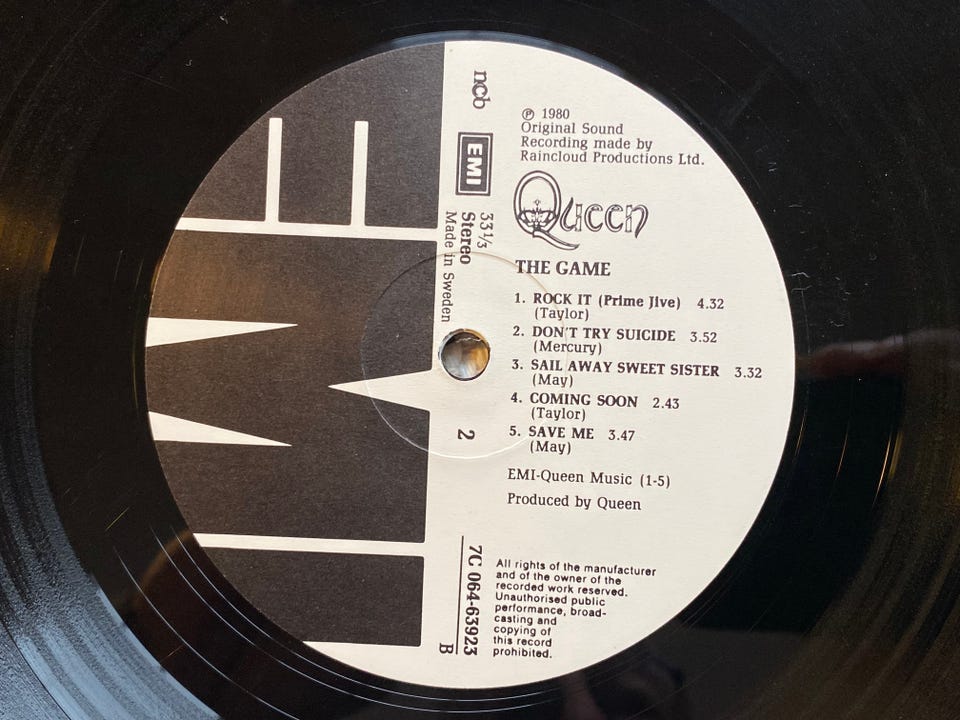 ncb
EMI
33 1/3
Stereo
Made in Sweden
2
7C 064-63923
B
℗ 1980
Original Sound
Recording made by
Raincloud Productions Ltd.
Queen
THE GAME
1. ROCK IT (Prime Jive) 4.32
(Taylor)
2. DON'T TRY SUICIDE 3.52
(Mercury)
3. SAIL AWAY SWEET SISTER 3.32
(May)
4. COMING SOON 2.43
(Taylor)
5. SAVE ME 3.47
(May)
EMI-Queen Music (1-5)
Produced by Queen
All rights of the manufacturer
and of the owner of the
recorded work reserved.
Unauthorised public
performance, broad-
casting and
copying of
this record
prohibited.
EMI